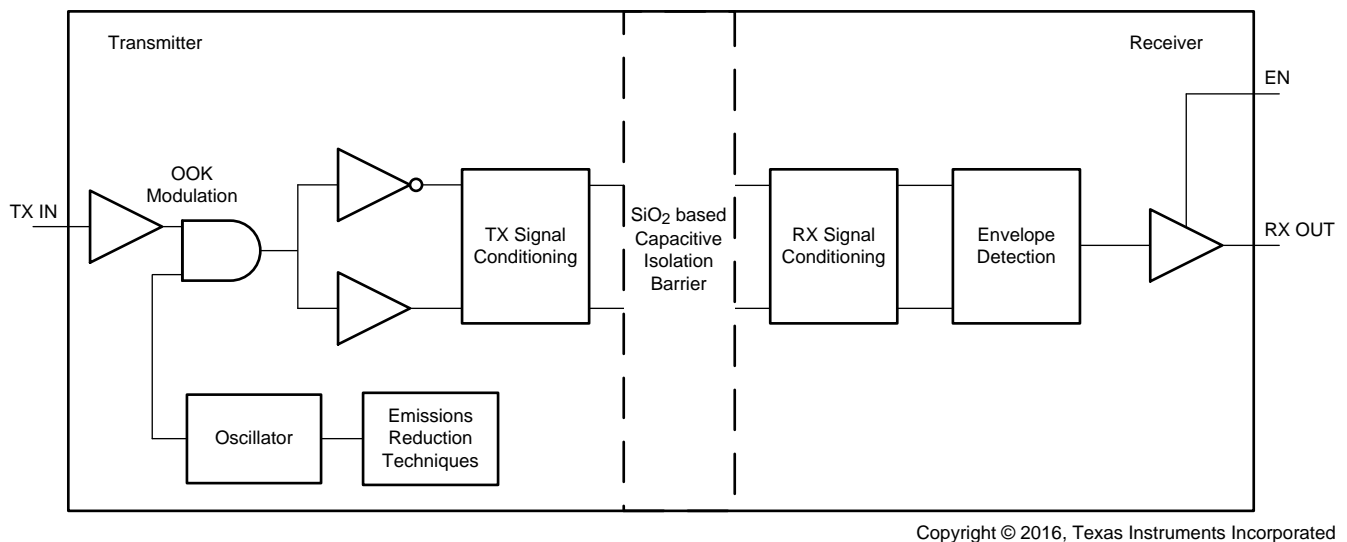 Transmitter
Receiver
EN
OOK
Modulation
TX IN
TX Signal
Conditioning
SiO2 based
Capacitive
Isolation
Barrier
RX Signal
Conditioning
Envelope
Detection
RX OUT
Oscillator
Emissions
Reduction
Techniques
Copyright © 2016, Texas Instruments Incorporated